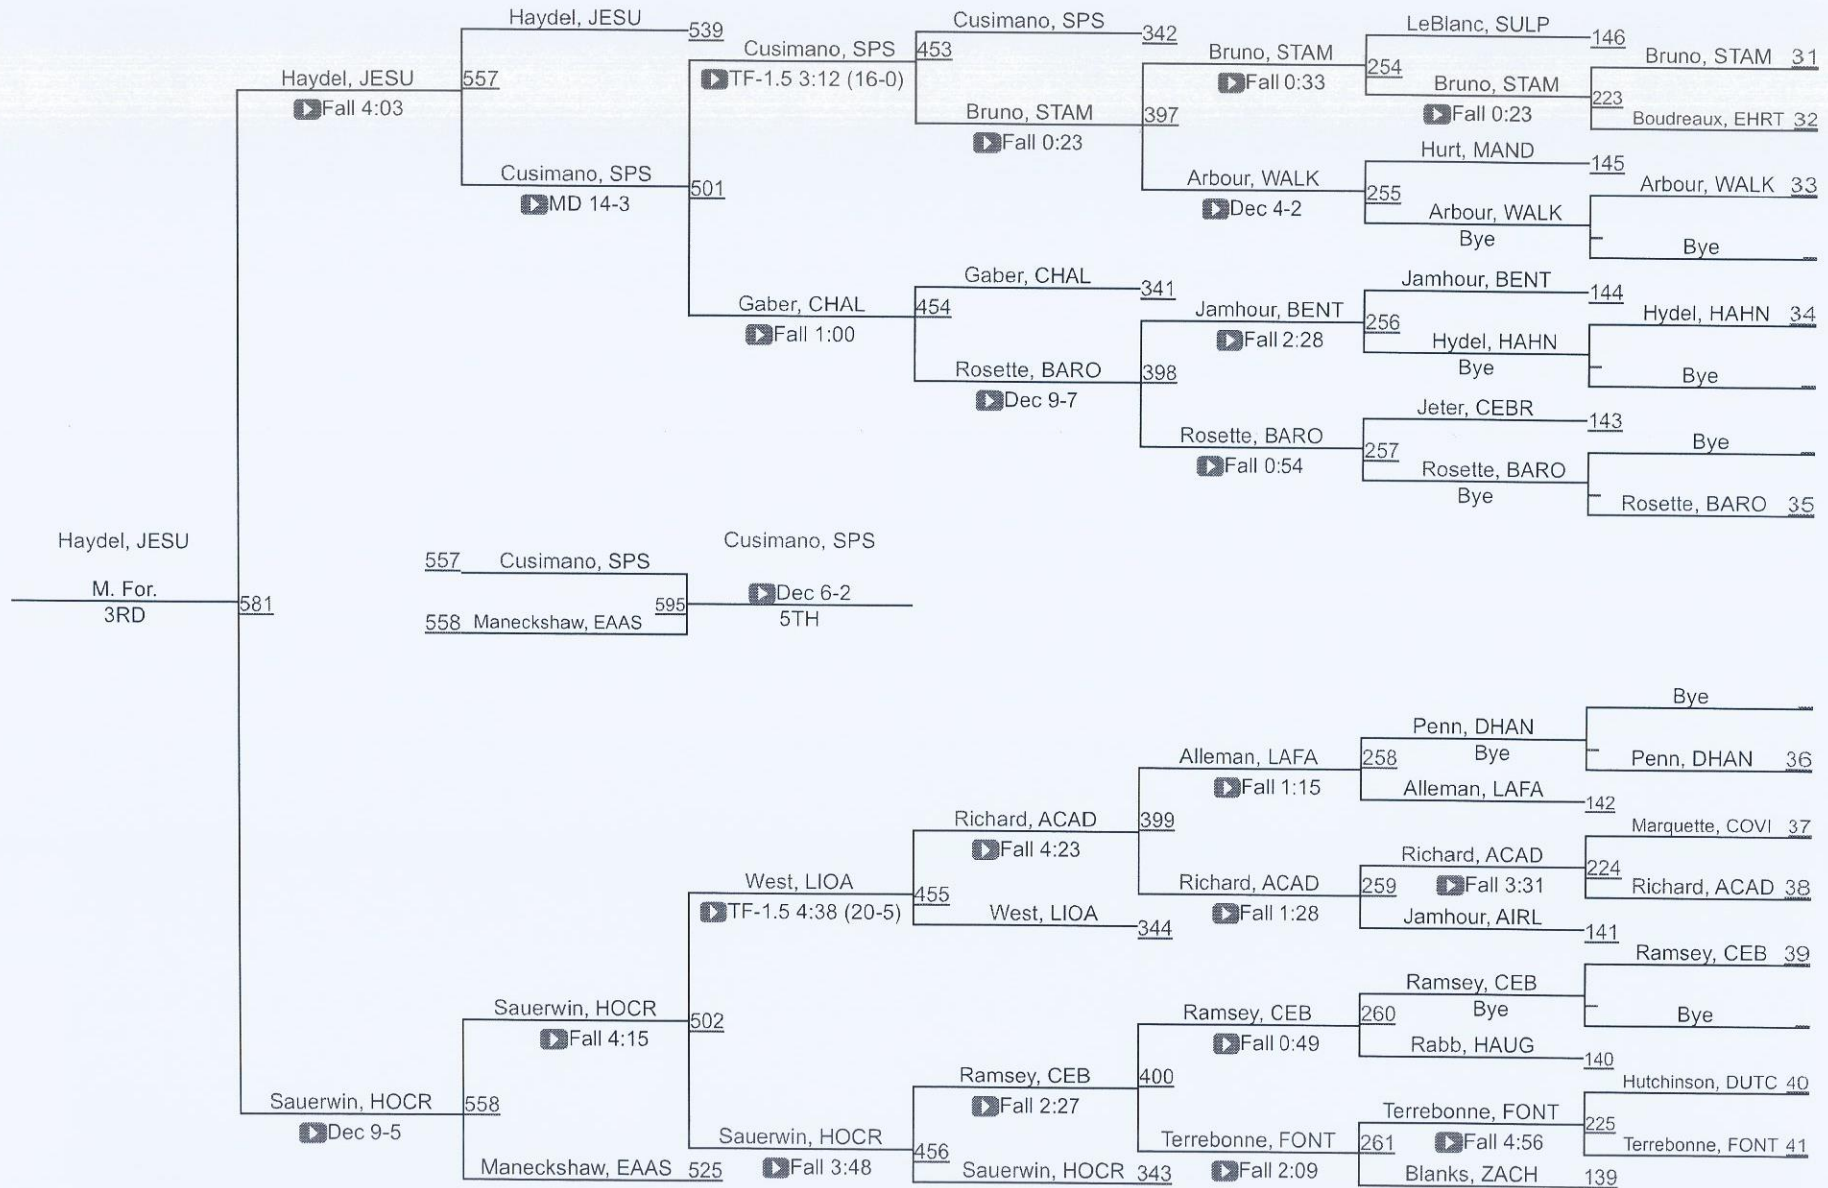 Haydel, JESU
539
Cusimano, SPS
342
LeBlanc, SULP
146
Cusimano, SPS
453
Bruno, STAM
Bruno, STAM 31
254
Haydel, JESU
557
TF-1.5 3:12 (16-0)
Fall 0:33
Bruno, STAM
223
Fall 4:03
Bruno, STAM
397
Fall 0:23
Boudreaux, EHRT 32
Fall 0:23
Hurt, MAND
145
Cusimano, SPS
501
Arbour, WALK
255
Arbour, WALK 33
MD 14-3
Dec 4-2
Arbour, WALK
Bye
Bye
Gaber, CHAL
341
Jamhour, BENT
144
Gaber, CHAL
454
Jamhour, BENT
256
Hydel, HAHN 34
Fall 1:00
Fall 2:28
Hydel, HAHN
Bye
Bye
Rosette, BARO
398
Dec 9-7
Jeter, CEBR
143
Rosette, BARO
257
Bye
Fall 0:54
Rosette, BARO
Bye
Rosette, BARO 35
Haydel, JESU
Cusimano, SPS
557 Cusimano, SPS
M. For.
581
595
Dec 6-2
3RD
558 Maneckshaw, EAAS
5TH
Bye
Penn, DHAN
Alleman, LAFA
258
Bye
Penn, DHAN 36
Fall 1:15
Alleman, LAFA
142
Richard, ACAD
399
Marquette, COVI 37
Fall 4:23
Richard, ACAD
224
West, LIOA
455
Richard, ACAD
259
Fall 3:31
Richard, ACAD 38
TF-1.5 4:38 (20-5)
West, LIOA
344
Fall 1:28
Jamhour, AIRL
141
Ramsey, CEB 39
Ramsey, CEB
Sauerwin, HOCR
502
Ramsey, CEB
260
Bye
Bye
Fall 4:15
Fall 0:49
Rabb, HAUG
140
Ramsey, CEB
400
Hutchinson, DUTC 40
Sauerwin, HOCR
558
Fall 2:27
Terrebonne, FONT
225
Dec 9-5
Sauerwin, HOCR
456
Terrebonne, FONT
261
Fall 4:56
Terrebonne, FONT 41
Maneckshaw, EAAS 525
Fall 3:48
Sauerwin, HOCR 343
Fall 2:09
Blanks, ZACH
139